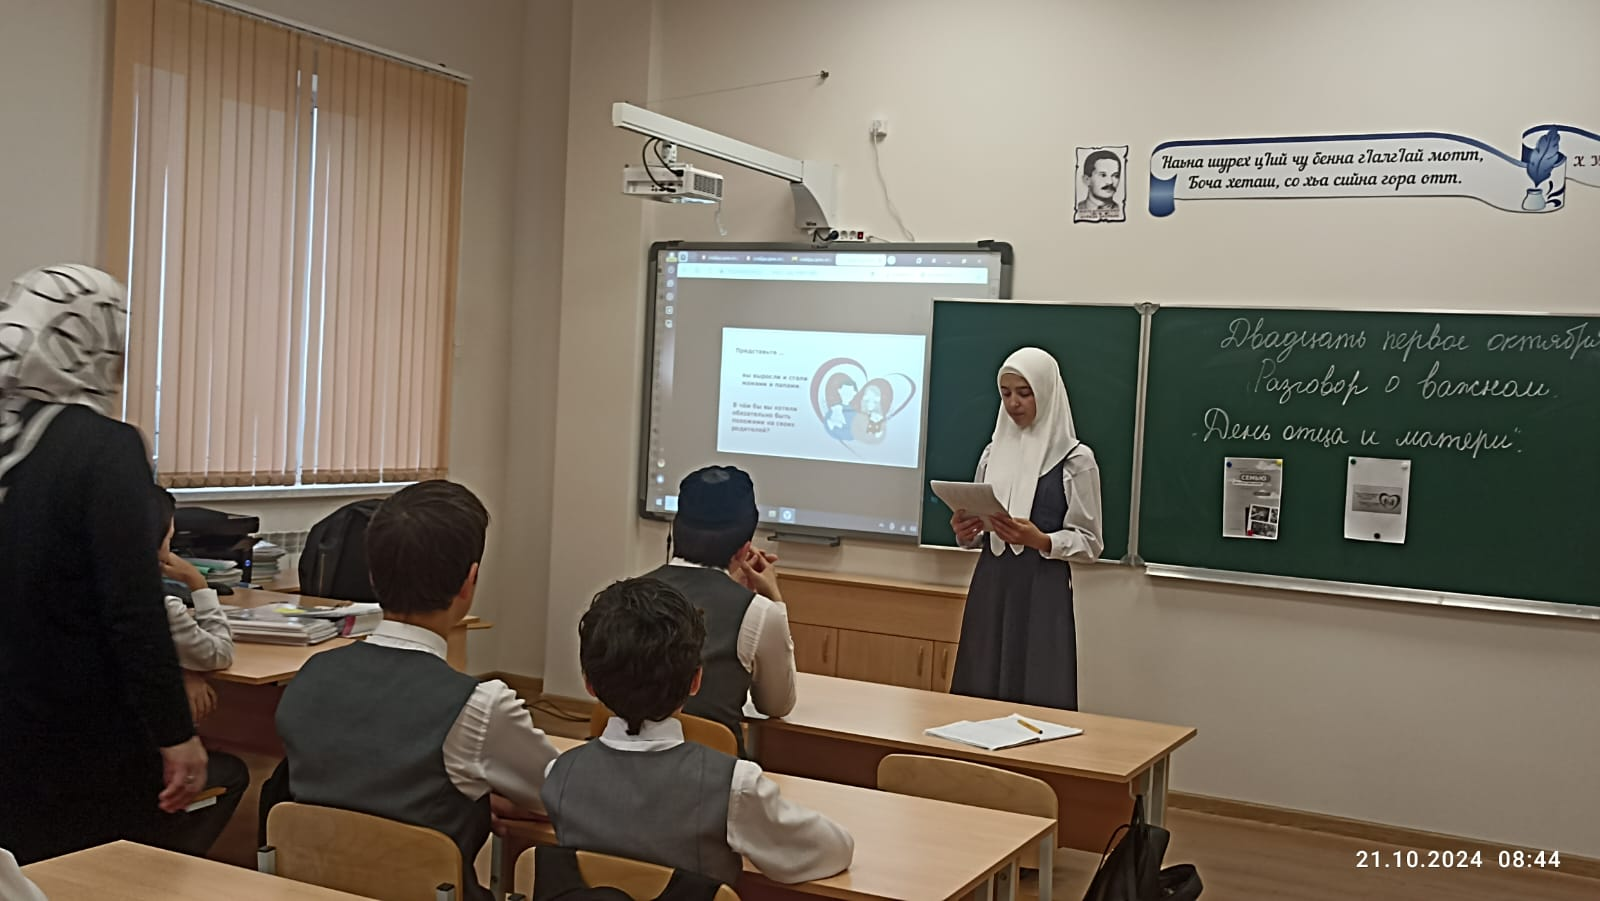 Наьна шурех цӀий чу бенна гӀалгӀай мотт,
Боча хеташ, со хьа сийна гора отт.
Представьте ...
вы выросли и стали
мамами и папами.
В чём бы вы хотели
обязательно быть
похожими на своих
родителей?
Двадцать первое октября
Разговор о важном.
"День отца и матери".
СЕМЬЮ
21.10.2024 08:44